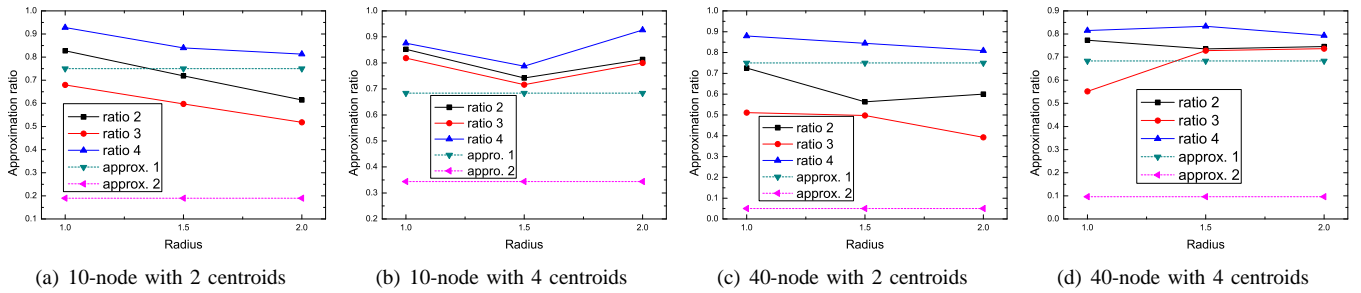 Approximation ratio
1.0
0.9
0.8
0.7
0.6
0.5
0.4
0.3
0.2
0.1
ratio 2
ratio 3
ratio 4
approx. 1
approx. 2
1.0 1.5 2.0
Radius
(a) 10-node with 2 centroids
Approximation ratio
1.0
0.9
0.8
0.7
0.6
0.5
0.4
0.3
0.2
ratio 2
ratio 3
ratio 4
appro. 1
appro. 2
1.0 1.5 2.0
Radius
(b) 10-node with 4 centroids
Approximation ratio
1.0
0.9
0.8
0.7
0.6
0.5
0.4
0.3
0.2
0.1
0.0
ratio 2
ratio 3
ratio 4
approx. 1
approx. 2
1.0 1.5 2.0
Radius
(c) 40-node with 2 centroids
Approximation ratio
0.9
0.8
0.7
0.6
0.5
0.4
0.3
0.2
0.1
0.0
ratio 2
ratio 3
ratio 4
approx. 1
approx. 2
1.0 1.5 2.0
Radius
(d) 40-node with 4 centroids